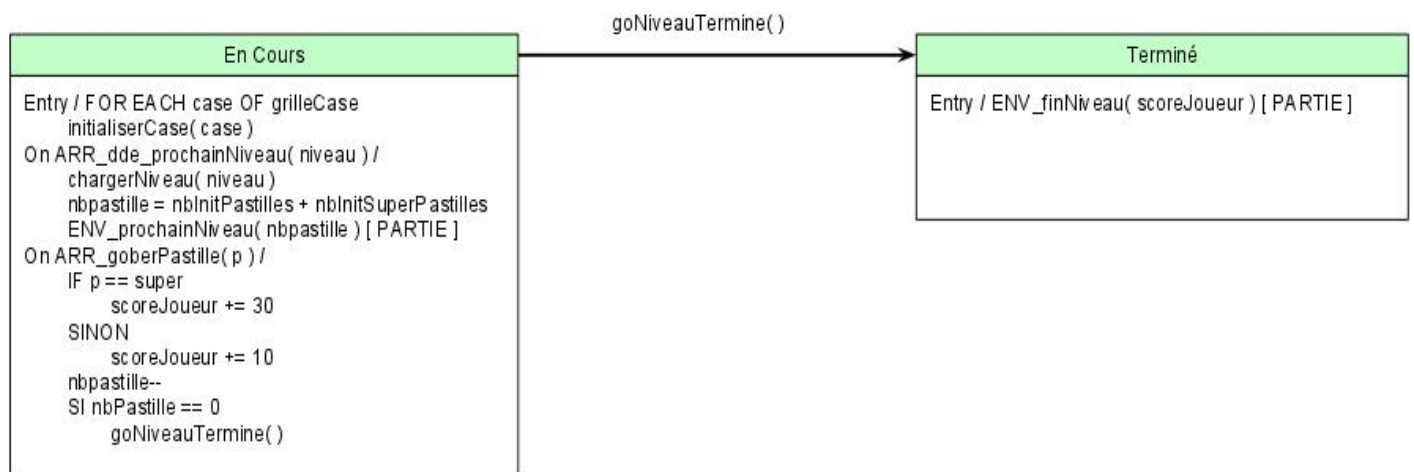 goNiveauTermine( )
En Cours
Entry / FOR EACH case OF grilleCase
initialiserCase( case )
On ARR_dde_prochainNiveau( niveau ) /
chargerNiveau( niveau )
nbpastille = nbInitPastilles + nbInitSuperPastilles
ENV_prochainNiveau( nbpastille ) [ PARTIE ]
On ARR_goberPastille( p ) /
IF p == super
scoreJoueur += 30
SINON
scoreJoueur += 10
nbpastille--
SI nbPastille == 0
goNiveauTermine( )
Terminé
Entry / ENV_finNiveau( scoreJoueur ) [ PARTIE ]